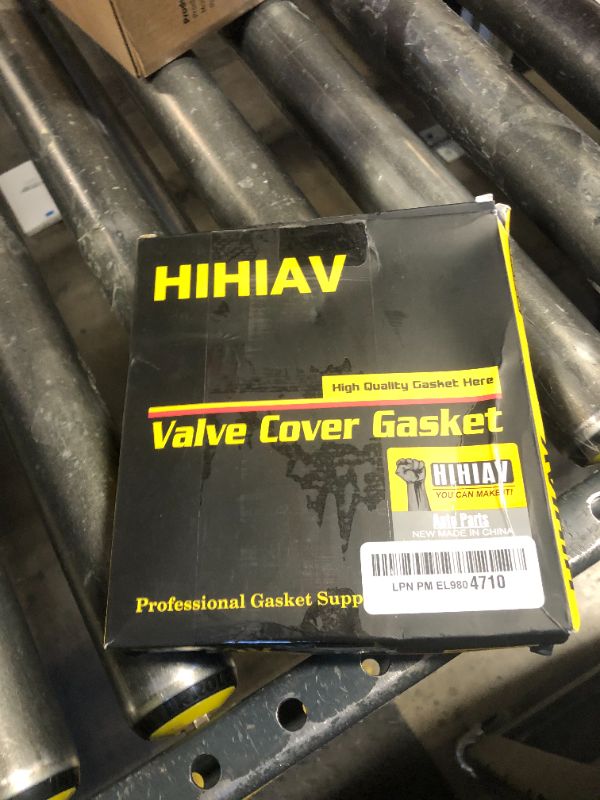 HIHIAV
High Quality Gasket Here
Valve Cover Gasket
HIHIAV
YOU CAN MAKE IT!
Auto Parts
NEW MADE IN CHINA
LPN PM EL980 4710
Professional Gasket Supp